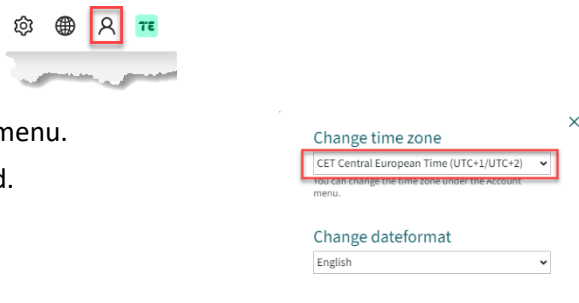 TE
menu.
d.
Change time zone
CET Central European Time (UTC+1/UTC+2)
You can change the time zone under the Account
menu.
Change dateformat
English